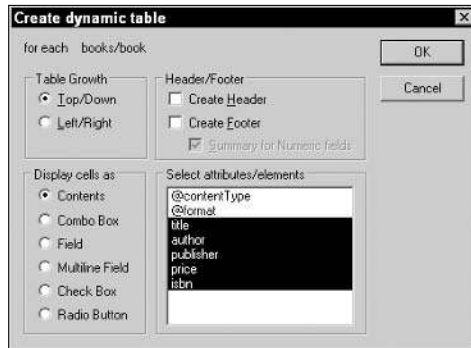 Create dynamic table
for each books/book
OK
Cancel
Table Growth
Top/Down
Left/Right
Header/Footer
Create Header
Create Footer
Summary for Numeric fields
Display cells as
Contents
Combo Box
Field
Multiline Field
Check Box
Radio Button
Select attributes/elements
@contentType
@format
title
author
publisher
price
isbn